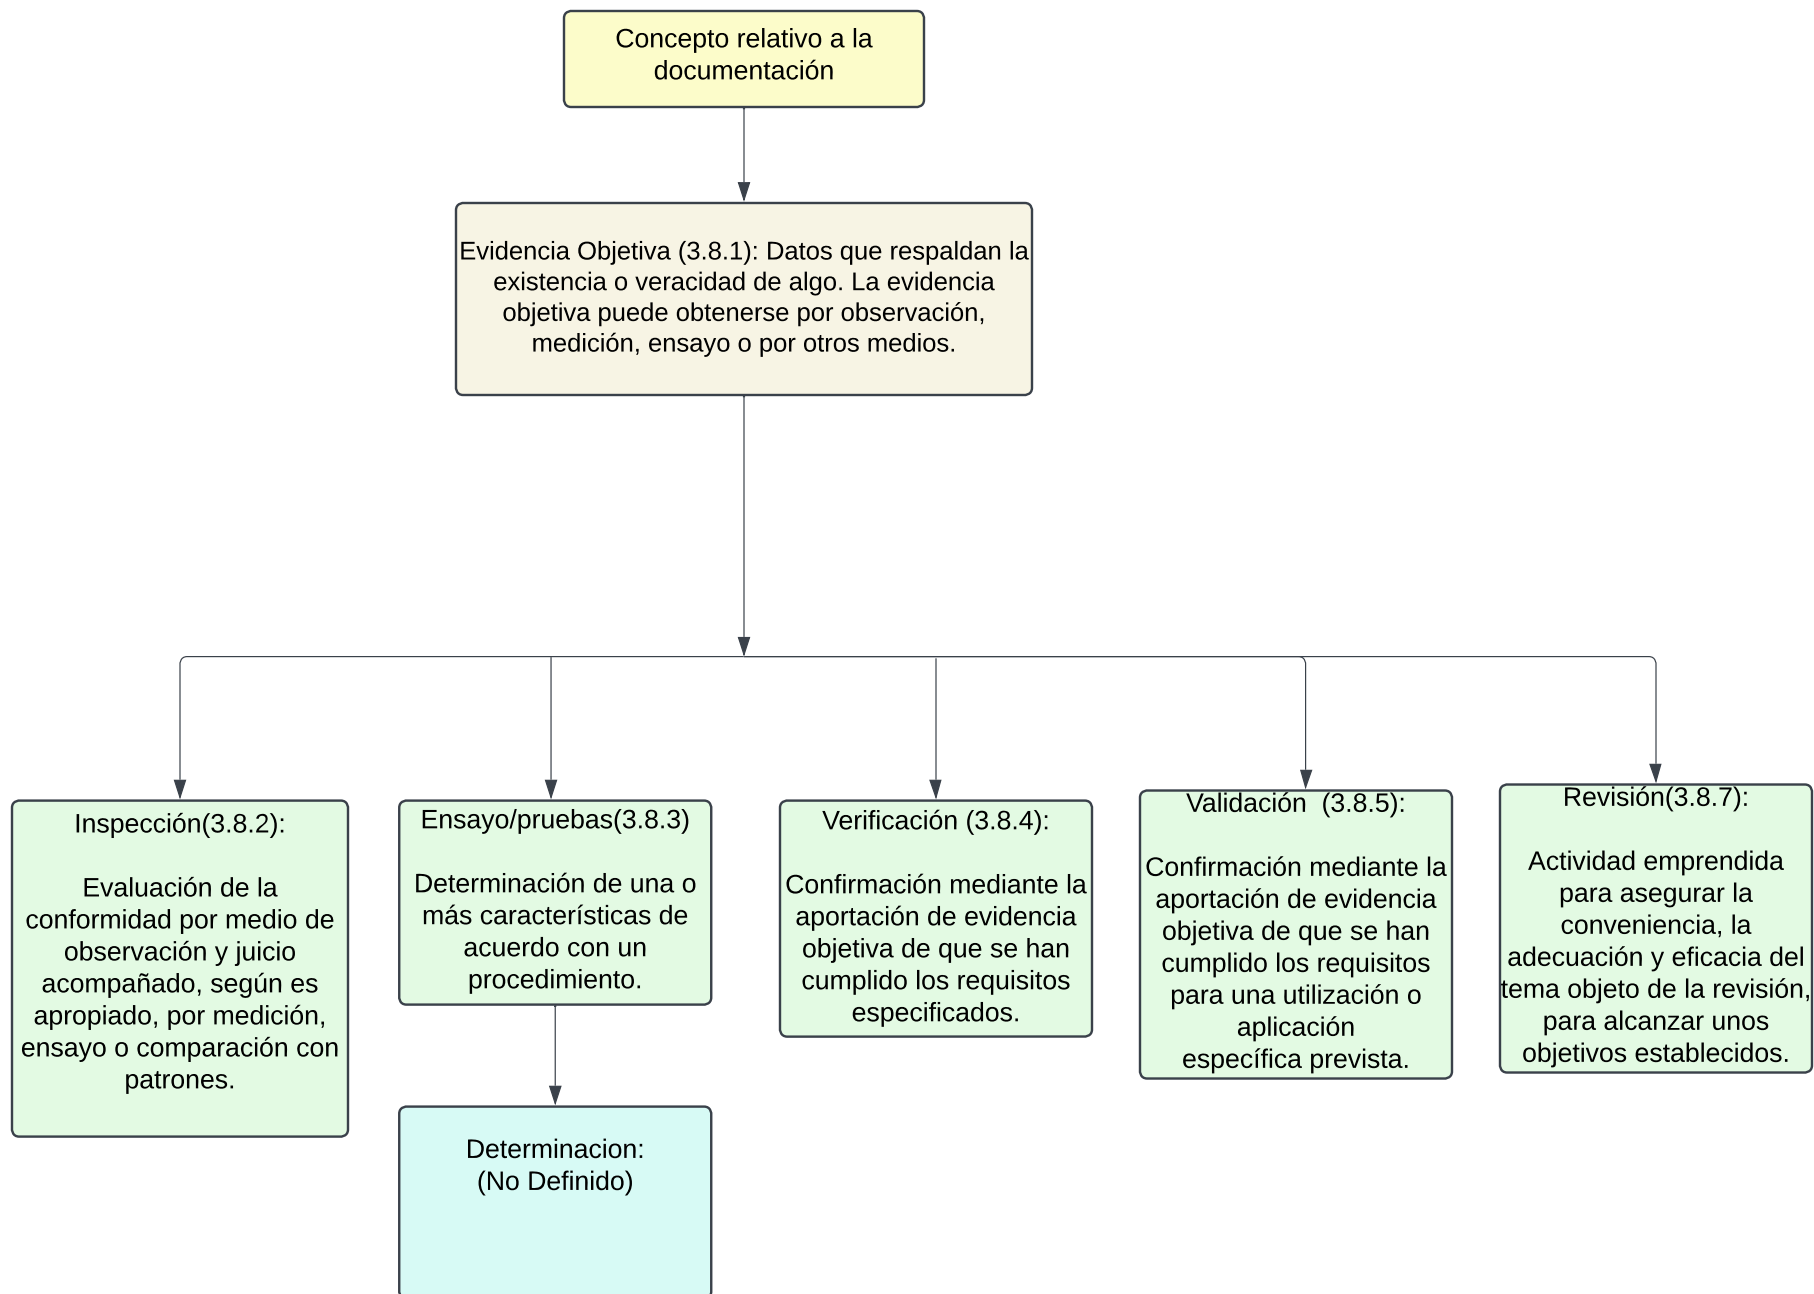 Concepto relativo a la
documentación
Evidencia Objetiva (3.8.1): Datos que respaldan la
existencia o veracidad de algo. La evidencia
objetiva puede obtenerse por observación,
medición, ensayo o por otros medios.
Inspección(3.8.2):
Evaluación de la
conformidad por medio de
observación y juicio
acompañado, según es
apropiado, por medición,
ensayo o comparación con
patrones.
Ensayo/pruebas(3.8.3)
Determinación de una o
más características de
acuerdo con un
procedimiento.
Determinacion:
(No Definido)
Verificación (3.8.4):
Confirmación mediante la
aportación de evidencia
objetiva de que se han
cumplido los requisitos
especificados.
Validación  (3.8.5):
Confirmación mediante la
aportación de evidencia
objetiva de que se han
cumplido los requisitos
para una utilización o
aplicación
específica prevista.
Revisión(3.8.7):
Actividad emprendida
para asegurar la
conveniencia, la
adecuación y eficacia del
tema objeto de la revisión,
para alcanzar unos
objetivos establecidos.